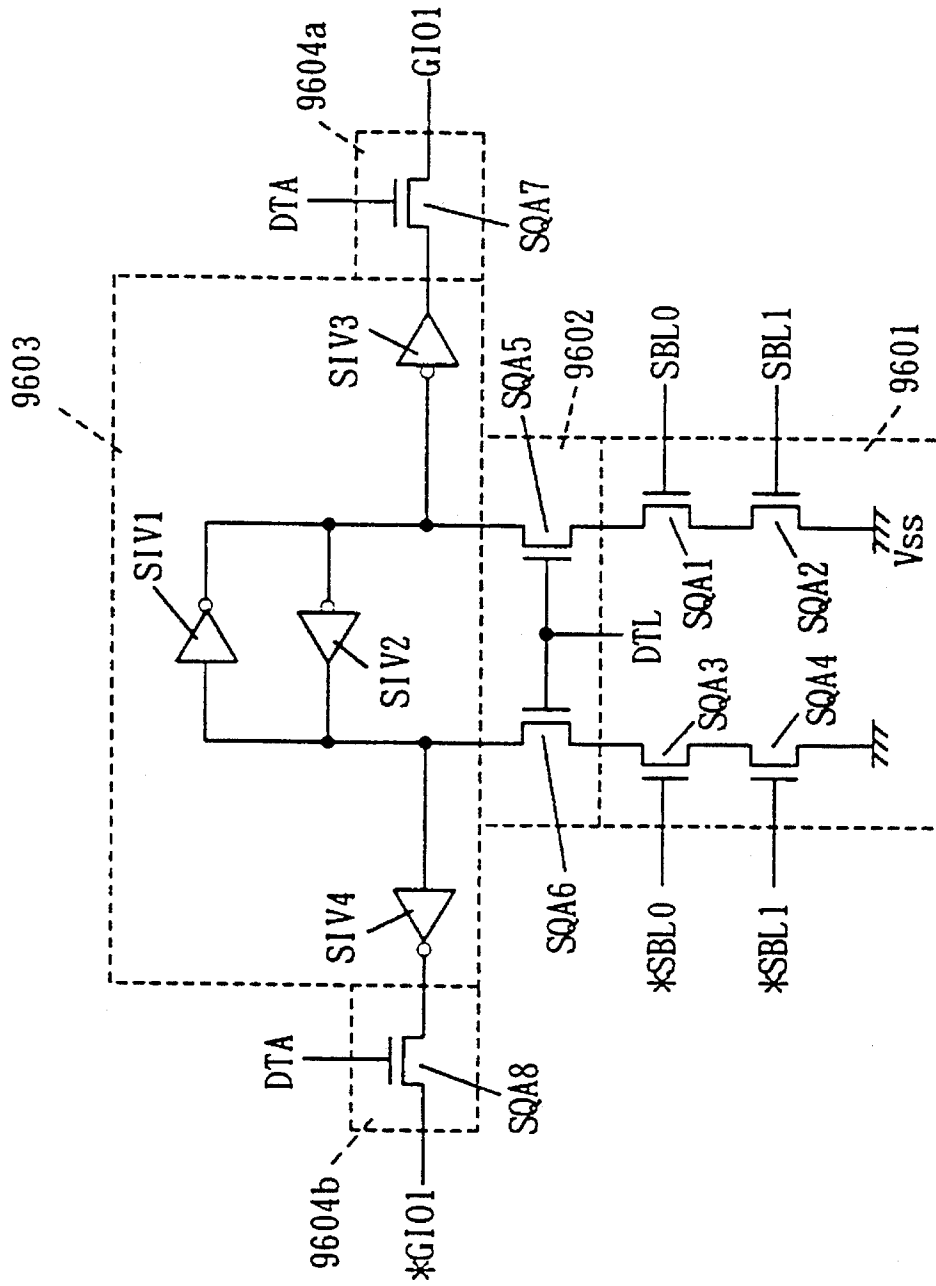 9603
9604a
DTA
GIO1
SQA7
SIV3
SIV1
SIV2
SIV4
DTA
SQA8
9604b
*GIO1
SQA5
9602
SQA6
DTL
SBL0
SQA1
SBL1
SQA2
9601
Vss
SQA3
SQA4
*SBL0
*SBL1